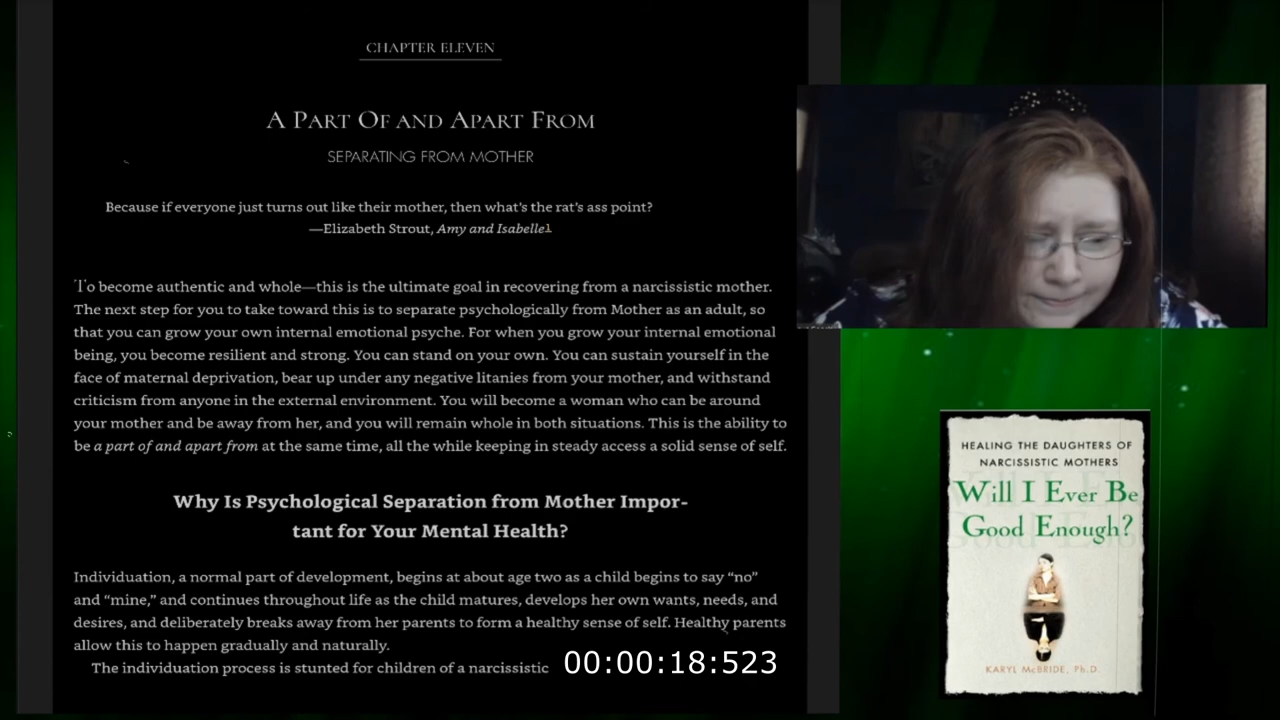 CHAPTER ELEVEN
A PART OF AND APART FROM
SEPARATING FROM MOTHER
Because if everyone just turns out like their mother, then what's the rat's ass point?
—Elizabeth Strout, Amy and Isabelle1
To become authentic and whole—this is the ultimate goal in recovering from a narcissistic mother.
The next step for you to take toward this is to separate psychologically from Mother as an adult, so
that you can grow your own internal emotional psyche. For when you grow your internal emotional
being, you become resilient and strong. You can stand on your own. You can sustain yourself in the
face of maternal deprivation, bear up under any negative litanies from your mother, and withstand
criticism from anyone in the external environment. You will become a woman who can be around
your mother and be away from her, and you will remain whole in both situations. This is the ability to
be a part of and apart from at the same time, all the while keeping in steady access a solid sense of self.
Why Is Psychological Separation from Mother Impor-
tant for Your Mental Health?
Individuation, a normal part of development, begins at about age two as a child begins to say “no”
and “mine,” and continues throughout life as the child matures, develops her own wants, needs, and
desires, and deliberately breaks away from her parents to form a healthy sense of self. Healthy parents
allow this to happen gradually and naturally.
The individuation process is stunted for children of a narcissistic
00:00:18:523
HEALING THE DAUGHTERS OF
NARCISSISTIC MOTHERS
Will I Ever Be
Good Enough?
KARYL McBRIDE, Ph.D.